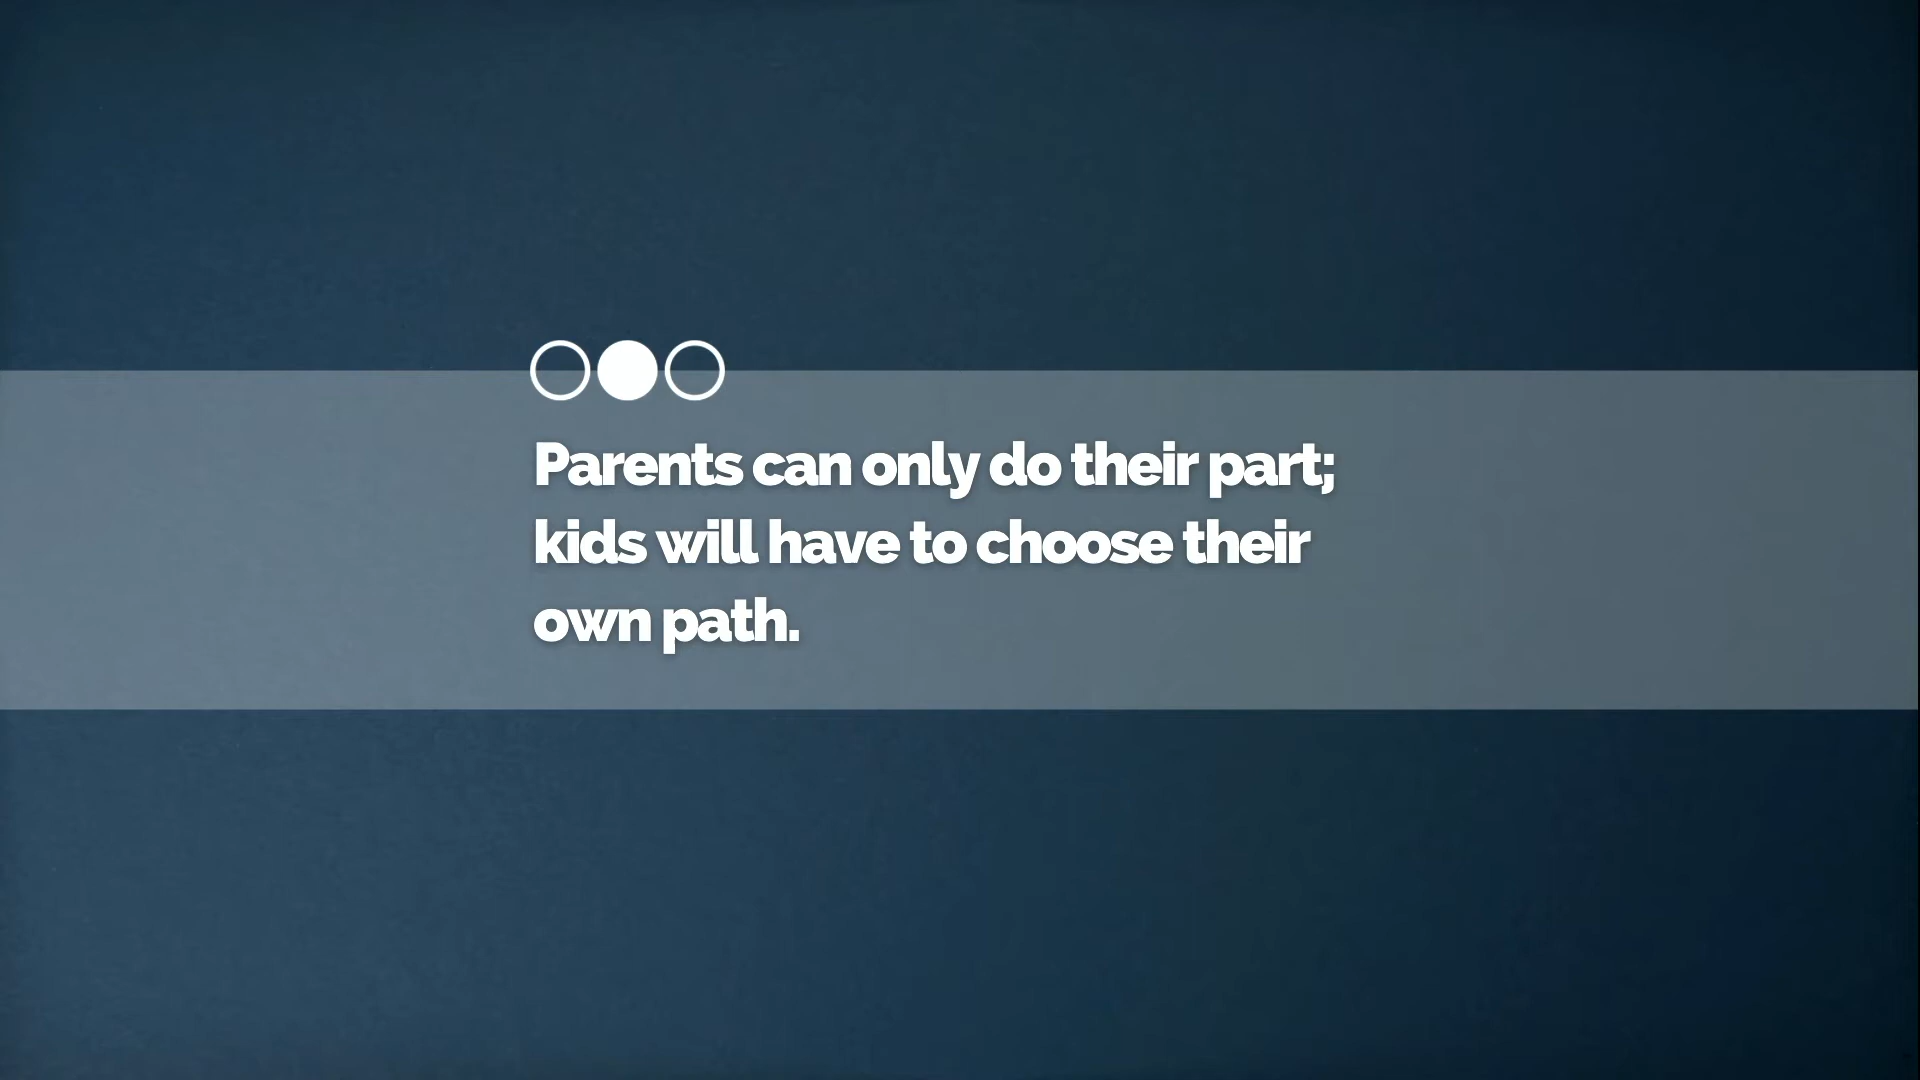 Parents can only do their part;
kids will have to choose their
own path.